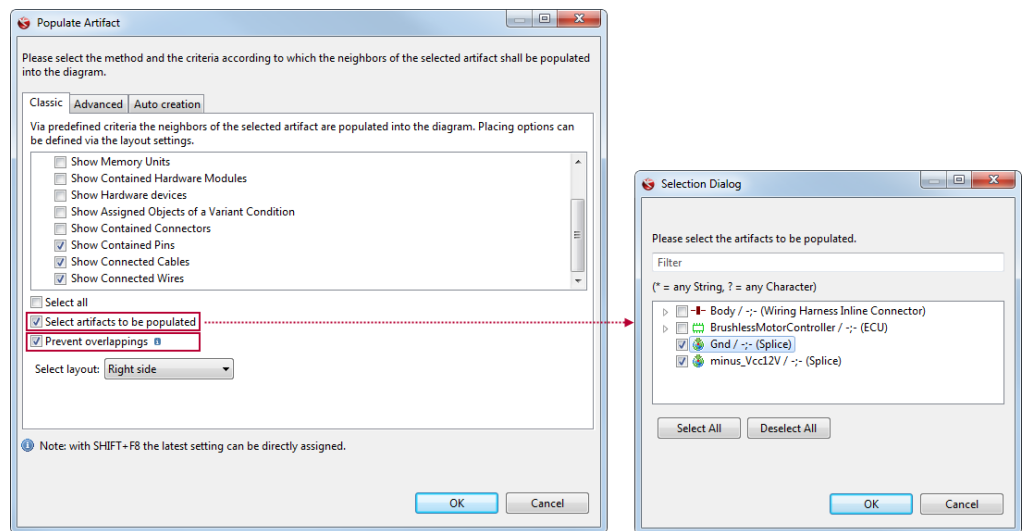 Populate Artifact
Please select the method and the criteria according to which the neighbors of the selected artifact shall be populated
into the diagram.
Classic Advanced Auto creation
Via predefined criteria the neighbors of the selected artifact are populated into the diagram. Placing options can
be defined via the layout settings.
Show Memory Units
Show Contained Hardware Modules
Show Hardware devices
Show Assigned Objects of a Variant Condition
Show Contained Connectors
Show Contained Pins
Show Connected Cables
Show Connected Wires
Select all
Select artifacts to be populated
Prevent overlappings
Select layout: Right side
Note: with SHIFT+F8 the latest setting can be directly assigned.
OK Cancel
Selection Dialog
Please select the artifacts to be populated.
Filter
(* = any String, ? = any Character)
Body / -;- (Wiring Harness Inline Connector)
BrushlessMotorController / -;- (ECU)
Gnd / -;- (Splice)
minus_Vcc12V / -;- (Splice)
Select All Deselect All
OK Cancel